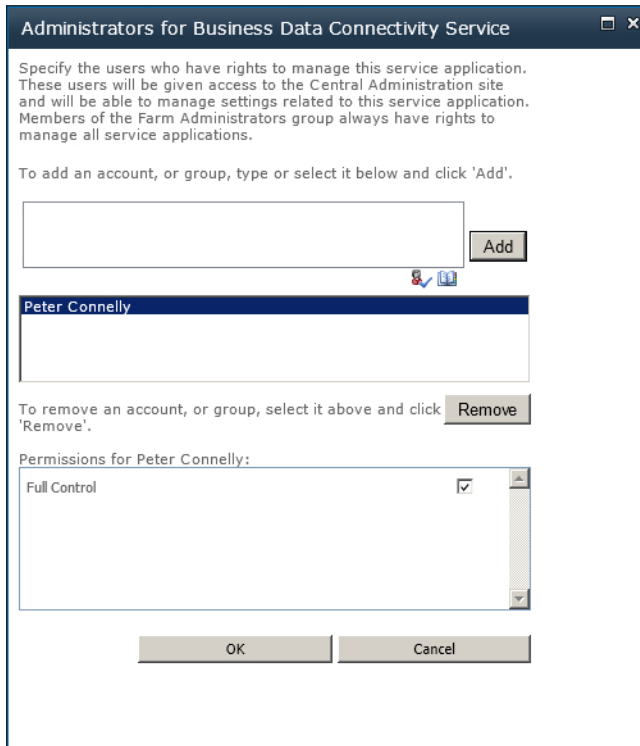 Administrators for Business Data Connectivity Service
Specify the users who have rights to manage this service application.
These users will be given access to the Central Administration site
and will be able to manage settings related to this service application.
Members of the Farm Administrators group always have rights to
manage all service applications.
To add an account, or group, type or select it below and click 'Add'.
Add
Peter Connelly
To remove an account, or group, select it above and click
'Remove'.
Remove
Permissions for Peter Connelly:
Full Control
OK
Cancel